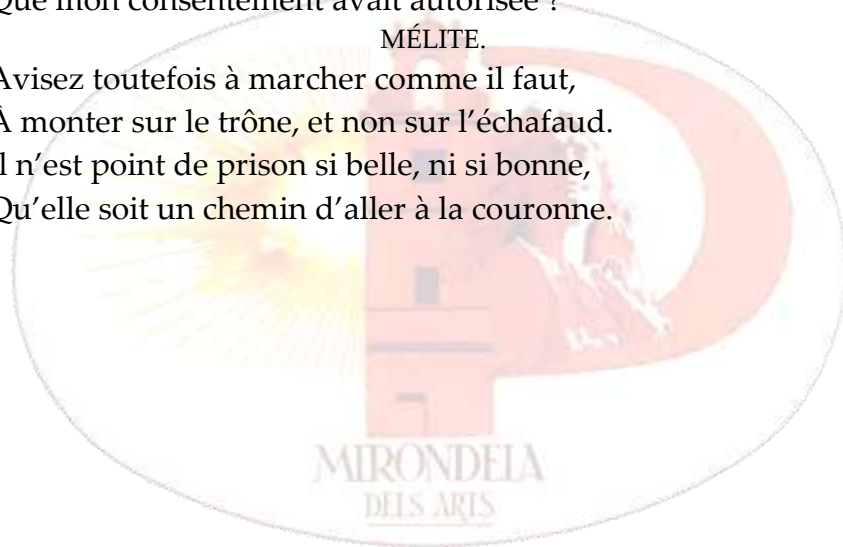 Que mon consentement avait autorisée ?
MÉLITE.
Avisez toutefois à marcher comme il faut,
À monter sur le trône, et non sur l’échafaud.
Il n’est point de prison si belle, ni si bonne,
Qu’elle soit un chemin d’aller à la couronne.
MIRONDELA
DELS ARTS